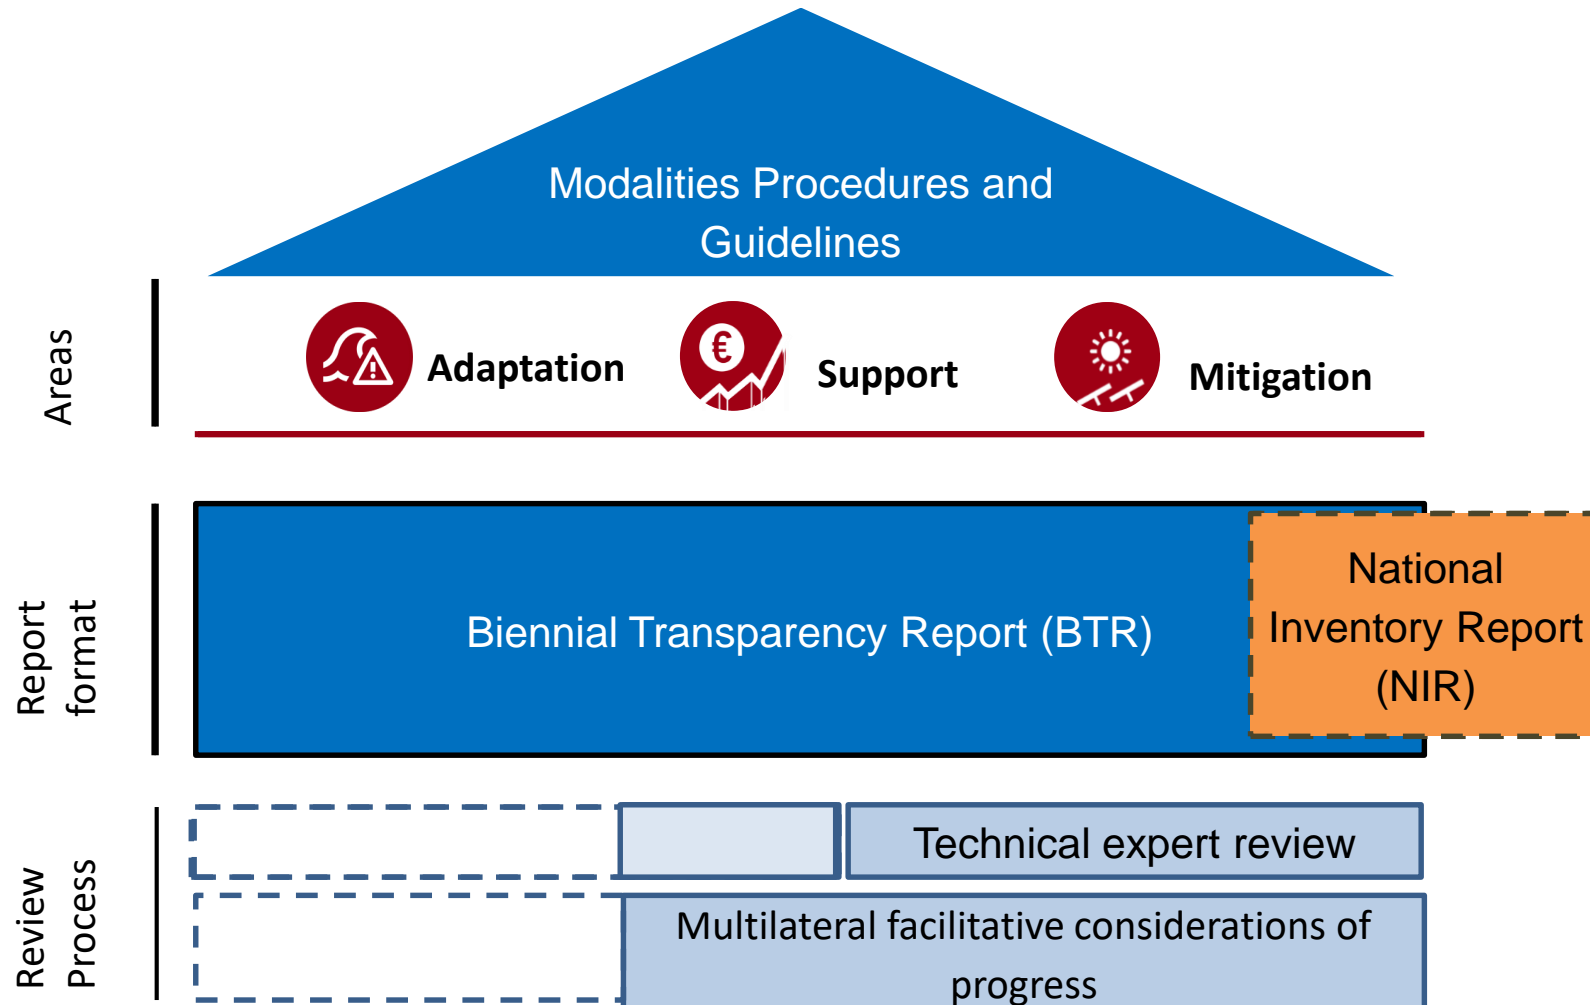 Modalities Procedures and
Guidelines
Areas
Adaptation
€
Support
Mitigation
Report
format
Biennial Transparency Report (BTR)
National
Inventory Report
(NIR)
Review
Process
Technical expert review
Multilateral facilitative considerations of
progress